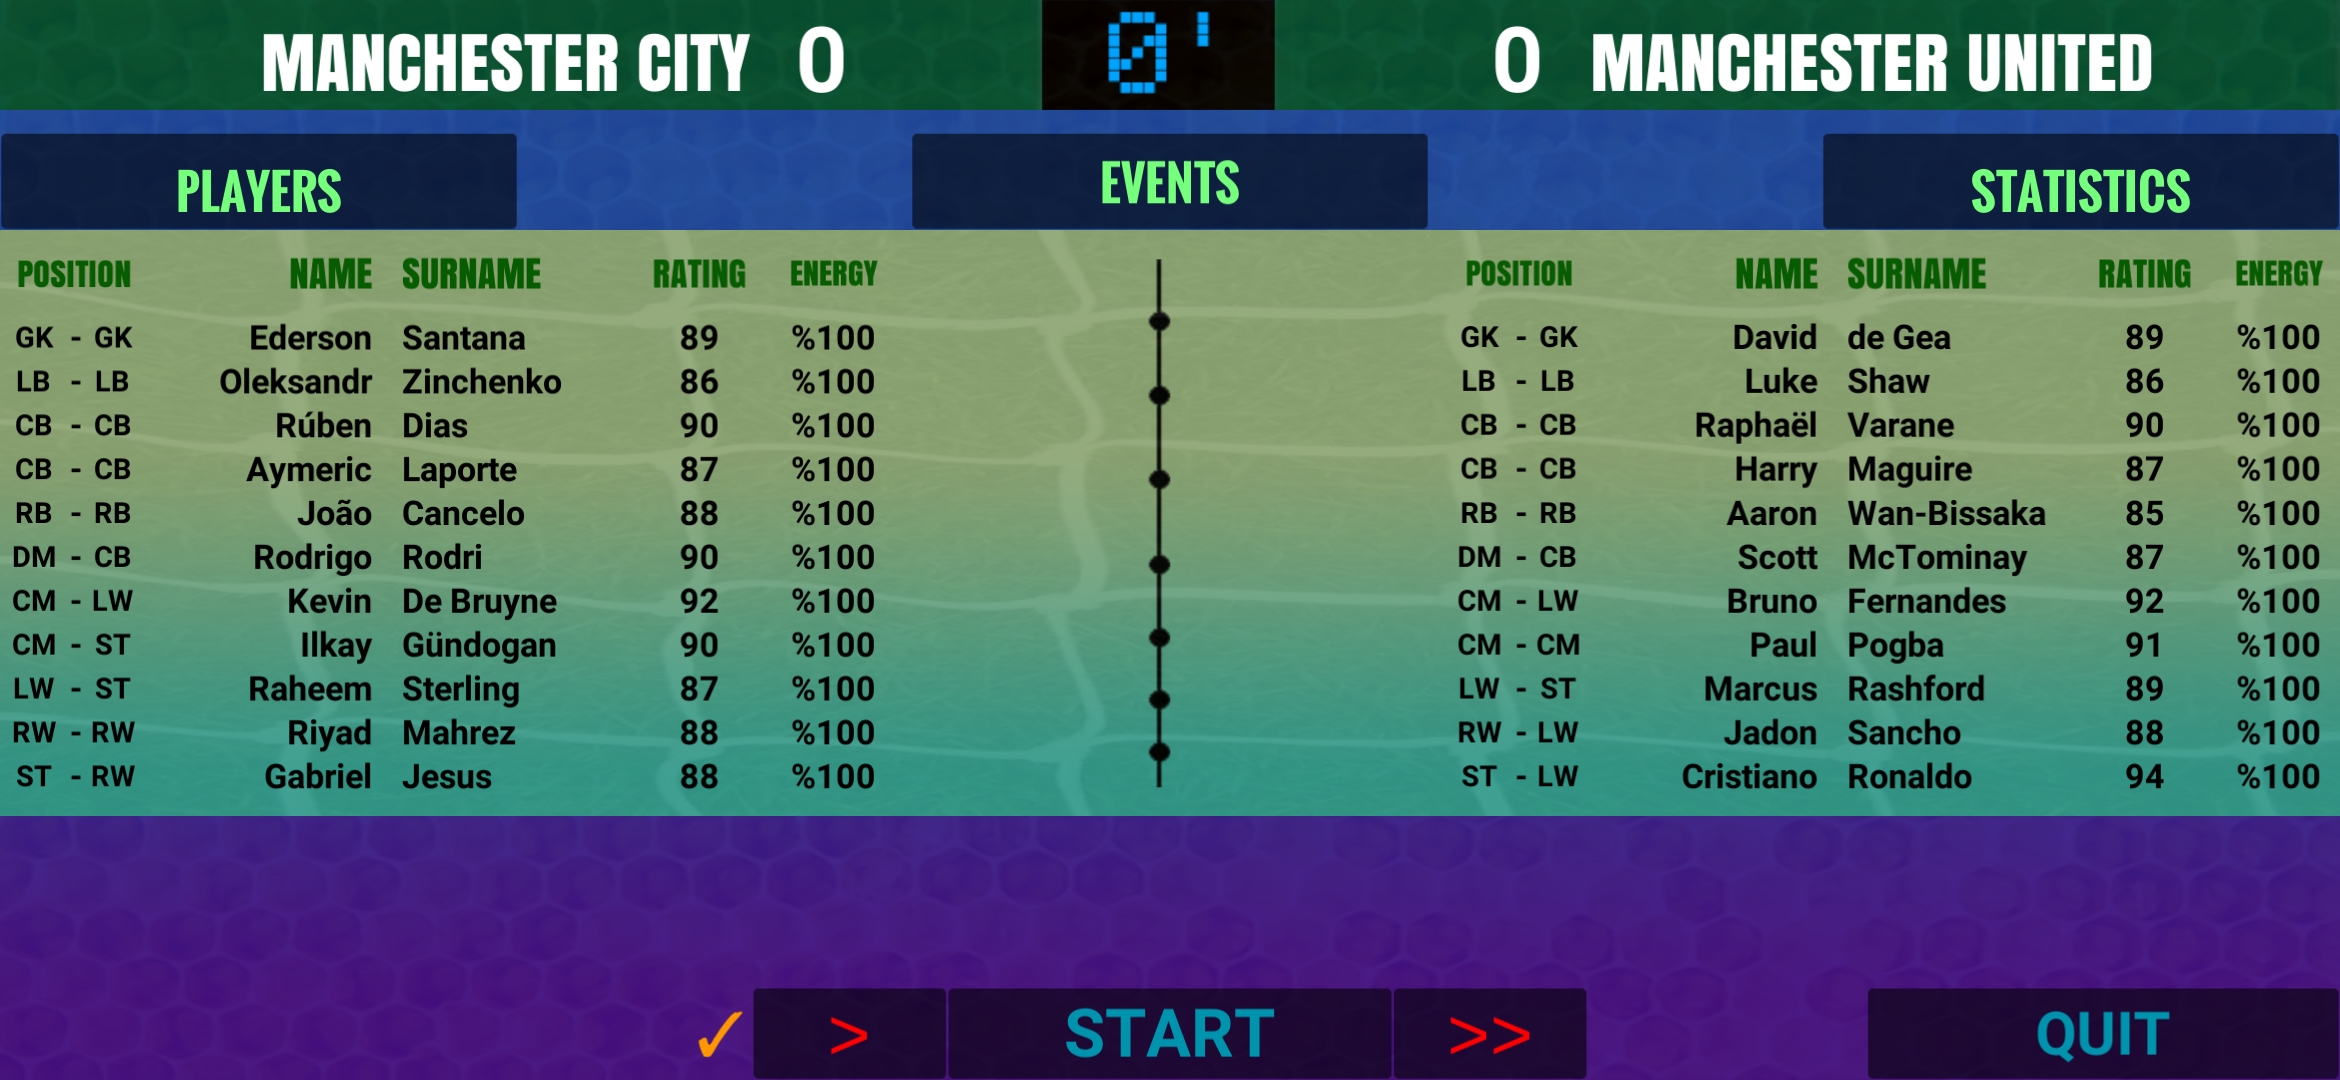 MANCHESTER CITY 0 0' 0 MANCHESTER UNITED
PLAYERS EVENTS STATISTICS
POSITION NAME SURNAME RATING ENERGY POSITION NAME SURNAME RATING ENERGY
GK - GK Ederson Santana 89 %100 GK - GK David de Gea 89 %100
LB - LB Oleksandr Zinchenko 86 %100 LB - LB Luke Shaw 86 %100
CB - CB Rúben Dias 90 %100 CB - CB Raphaël Varane 90 %100
CB - CB Aymeric Laporte 87 %100 CB - CB Harry Maguire 87 %100
RB - RB João Cancelo 88 %100 RB - RB Aaron Wan-Bissaka 85 %100
DM - CB Rodrigo Rodri 90 %100 DM - CB Scott McTominay 87 %100
CM - LW Kevin De Bruyne 92 %100 CM - LW Bruno Fernandes 92 %100
CM - ST Ilkay Gündogan 90 %100 CM - CM Paul Pogba 91 %100
LW - ST Raheem Sterling 87 %100 LW - ST Marcus Rashford 89 %100
RW - RW Riyad Mahrez 88 %100 RW - LW Jadon Sancho 88 %100
ST - RW Gabriel Jesus 88 %100 ST - LW Cristiano Ronaldo 94 %100
✓ > START >> QUIT